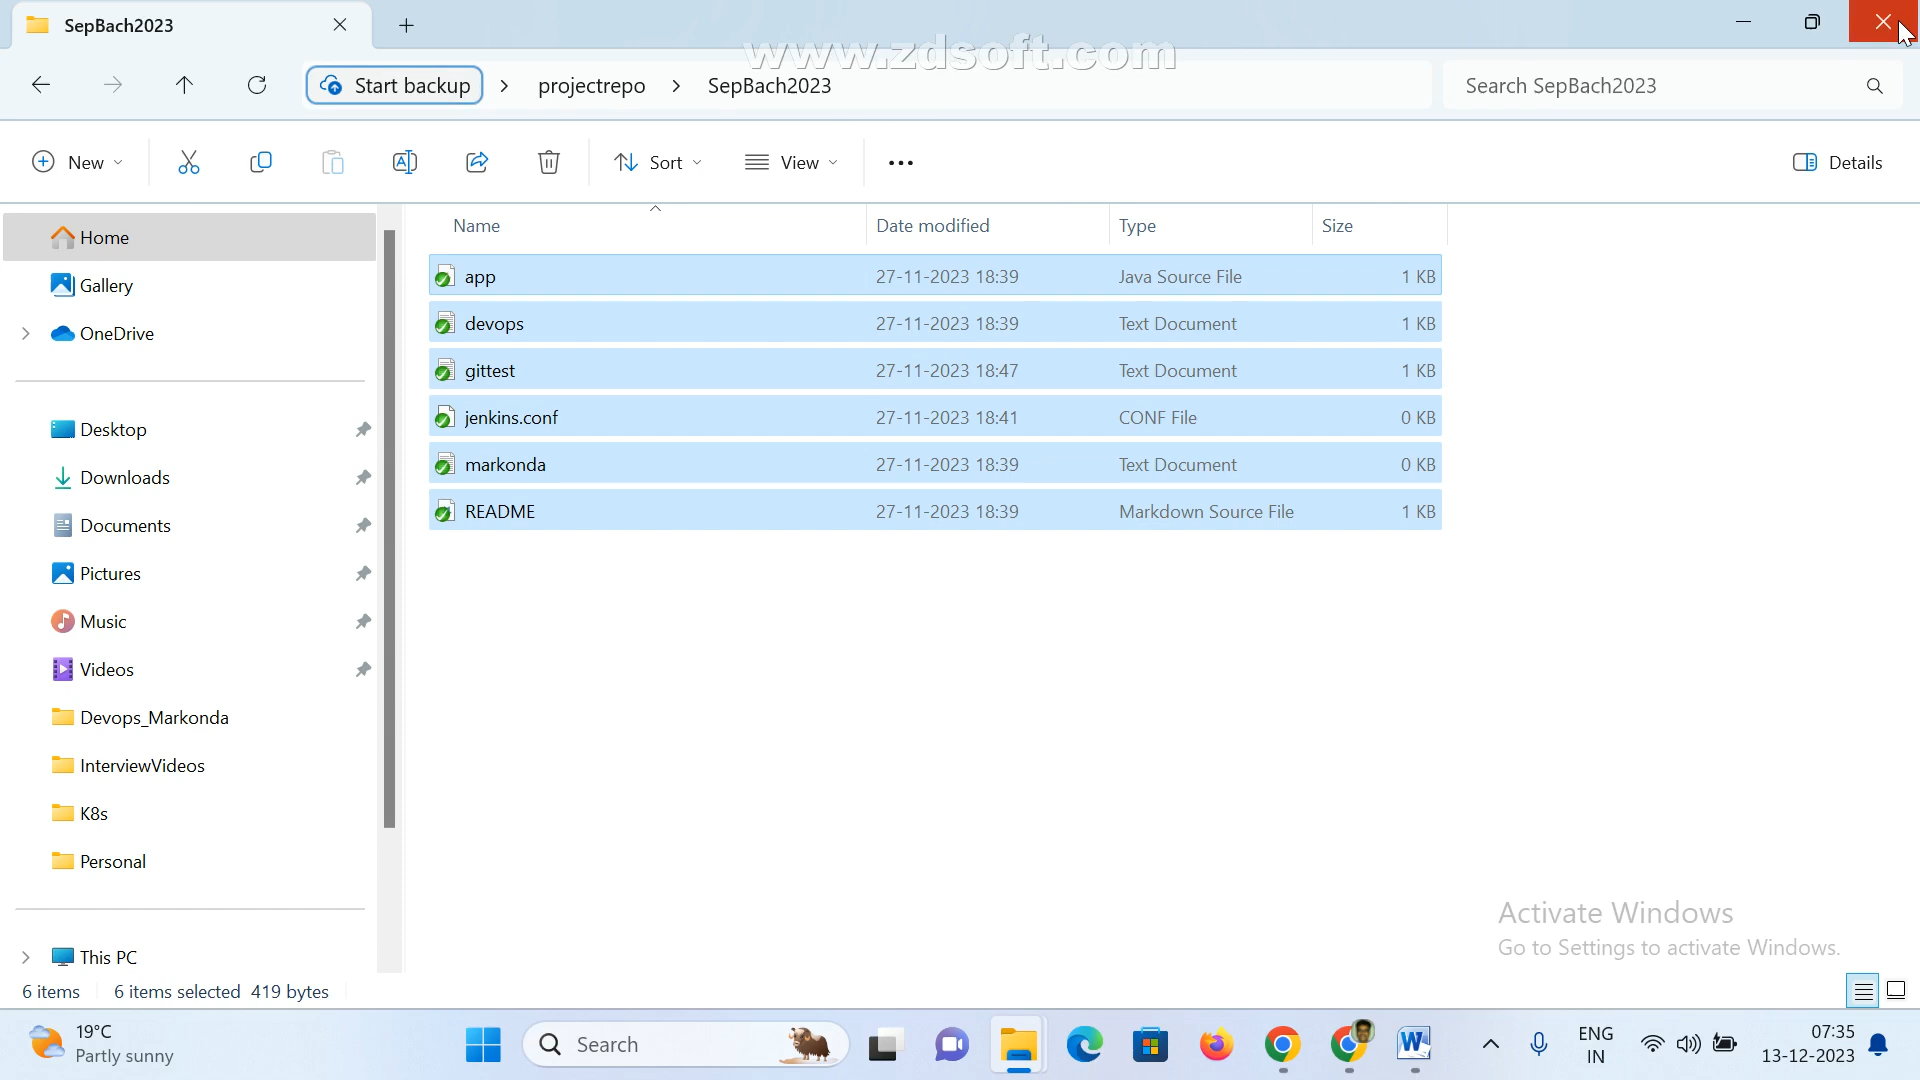 SepBach2023
www.zdsoft.com
Start backup > projectrepo > SepBach2023
Search SepBach2023
New
Sort
View
Details
Name Date modified Type Size
Home
Gallery
OneDrive
Desktop
Downloads
Documents
Pictures
Music
Videos
Devops_Markonda
InterviewVideos
K8s
Personal
This PC
app 27-11-2023 18:39 Java Source File 1 KB
devops 27-11-2023 18:39 Text Document 1 KB
gittest 27-11-2023 18:47 Text Document 1 KB
jenkins.conf 27-11-2023 18:41 CONF File 0 KB
markonda 27-11-2023 18:39 Text Document 0 KB
README 27-11-2023 18:39 Markdown Source File 1 KB
Activate Windows
Go to Settings to activate Windows.
6 items 6 items selected 419 bytes
19°C
Partly sunny
Search
ENG
IN
07:35
13-12-2023